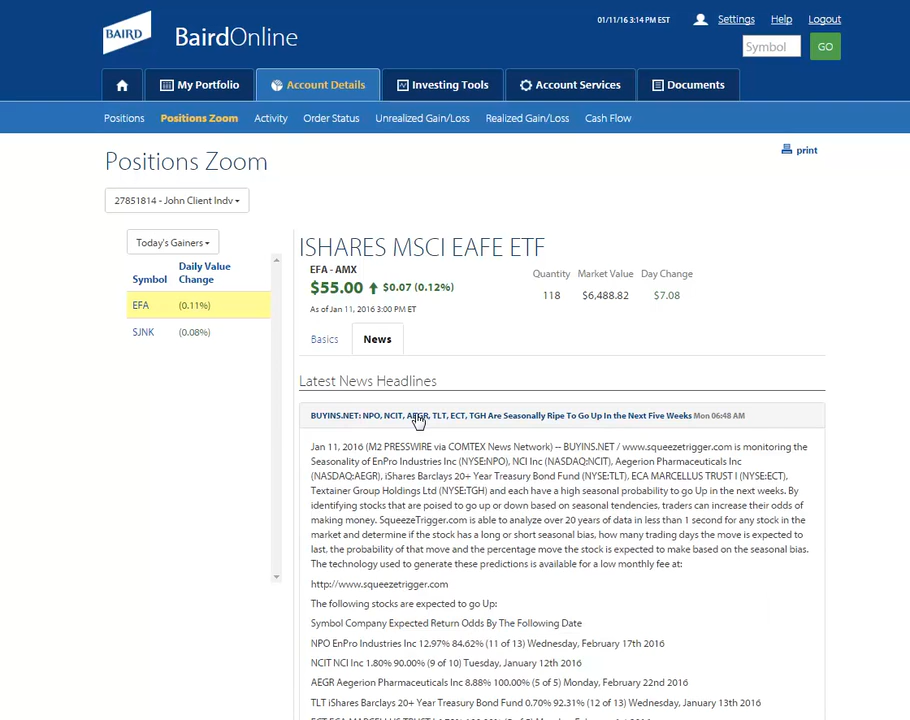 01/11/16 3:14 PM EST
Settings
Help
Logout
BAIRD
BairdOnline
Symbol
GO
My Portfolio
Account Details
Investing Tools
Account Services
Documents
Positions
Positions Zoom
Activity
Order Status
Unrealized Gain/Loss
Realized Gain/Loss
Cash Flow
print
Positions Zoom
27851814 - John Client Indv
Today's Gainers
Symbol
Daily Value
Change
EFA (0.11%)
SJNK (0.08%)
ISHARES MSCI EAFE ETF
EFA - AMX
$55.00 $0.07 (0.12%)
As of Jan 11, 2016 3:00 PM ET
Quantity Market Value Day Change
118 $6,488.82 $7.08
Basics
News
Latest News Headlines
BUYINS.NET: NPO, NCIT, AEGR, TLT, ECT, TGH Are Seasonally Ripe To Go Up In the Next Five Weeks Mon 06:48 AM
Jan 11, 2016 (M2 PRESSWIRE via COMTEX News Network) -- BUYINS.NET / www.squeezetrigger.com is monitoring the
Seasonality of EnPro Industries Inc (NYSE:NPO), NCI Inc (NASDAQ:NCIT), Aegerion Pharmaceuticals Inc
(NASDAQ:AEGR), iShares Barclays 20+ Year Treasury Bond Fund (NYSE:TLT), ECA MARCELLUS TRUST I (NYSE:ECT),
Textainer Group Holdings Ltd (NYSE:TGH) and each have a high seasonal probability to go Up in the next weeks. By
identifying stocks that are poised to go up or down based on seasonal tendencies, traders can increase their odds of
making money. SqueezeTrigger.com is able to analyze over 20 years of data in less than 1 second for any stock in the
market and determine if the stock has a long or short seasonal bias, how many trading days the move is expected to
last, the probability of that move and the percentage move the stock is expected to make based on the seasonal bias.
The technology used to generate these predictions is available for a low monthly fee at:
http://www.squeezetrigger.com
The following stocks are expected to go Up:
Symbol Company Expected Return Odds By The Following Date
NPO EnPro Industries Inc 12.97% 84.62% (11 of 13) Wednesday, February 17th 2016
NCIT NCI Inc 1.80% 90.00% (9 of 10) Tuesday, January 12th 2016
AEGR Aegerion Pharmaceuticals Inc 8.88% 100.00% (5 of 5) Monday, February 22nd 2016
TLT iShares Barclays 20+ Year Treasury Bond Fund 0.70% 92.31% (12 of 13) Wednesday, January 13th 2016